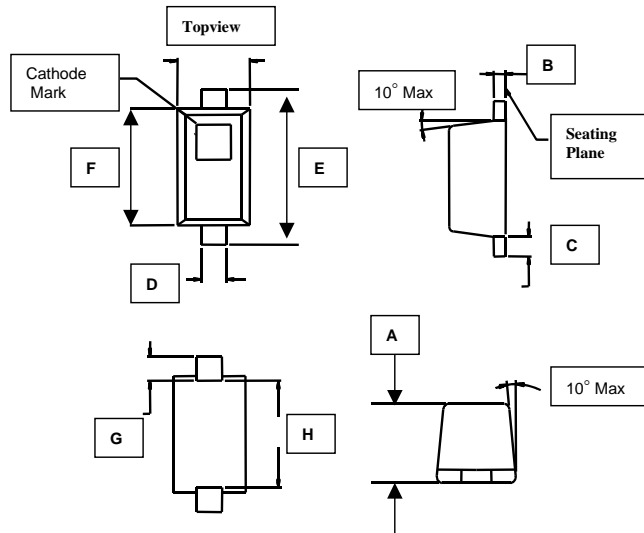 Topview
Cathode
Mark
F
E
D
B
10° Max
Seating
Plane
C
G
H
A
10° Max